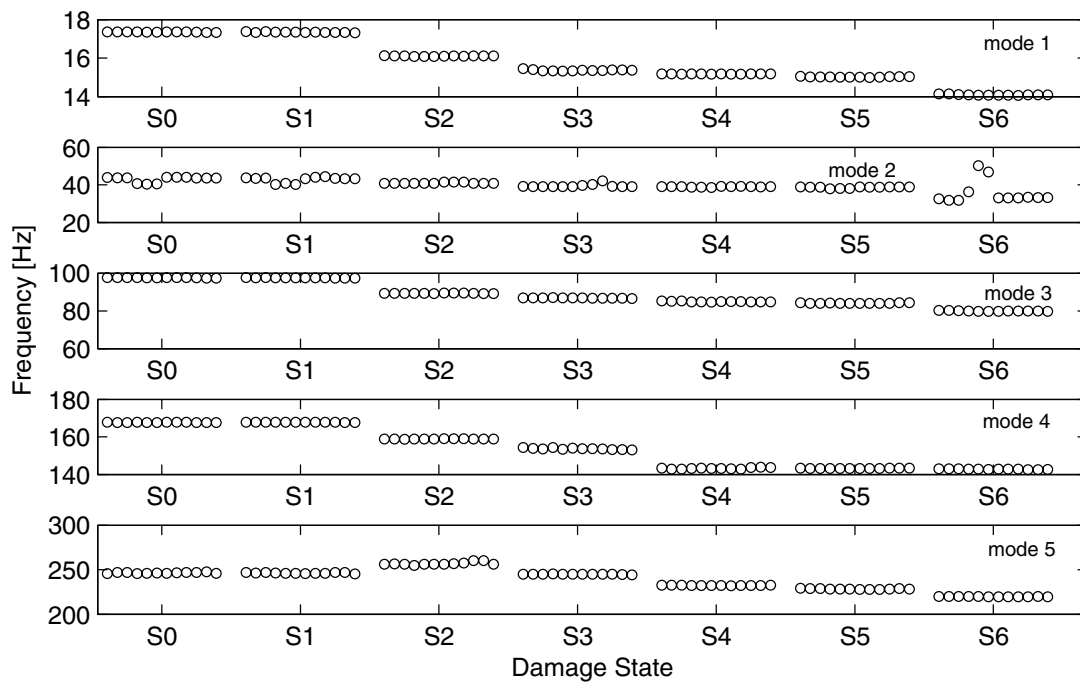 18
16
14
mode 1
S0 S1 S2 S3 S4 S5 S6
60
40
20
mode 2
S0 S1 S2 S3 S4 S5 S6
100
80
60
mode 3
S0 S1 S2 S3 S4 S5 S6
180
160
140
mode 4
S0 S1 S2 S3 S4 S5 S6
300
250
200
mode 5
S0 S1 S2 S3 S4 S5 S6
Frequency [Hz]
Damage State